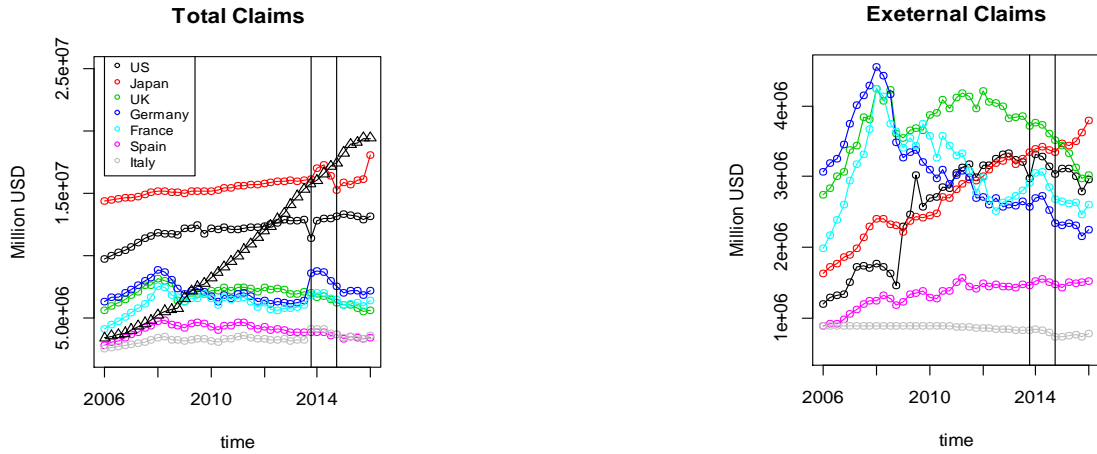 Total Claims
Million USD
5.0e+06
1.5e+07
2.5e+07
US
Japan
UK
Germany
France
Spain
Italy
2006
2010
2014
time
Exeternal Claims
Million USD
1e+06
2e+06
3e+06
4e+06
2006
2010
2014
time